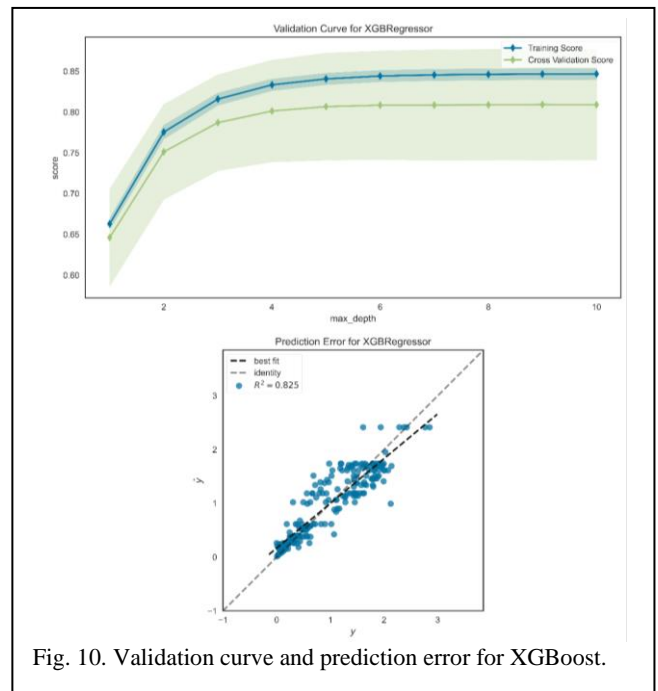 Validation Curve for XGBRegressor
Training Score
Cross Validation Score
0.85
0.80
0.75
0.70
0.65
0.60
score
2
4
6
8
10
max_depth
Prediction Error for XGBRegressor
best fit
identity
R² = 0.825
3
2
1
0
−1
ŷ
−1
0
1
2
3
y
Fig. 10. Validation curve and prediction error for XGBoost.